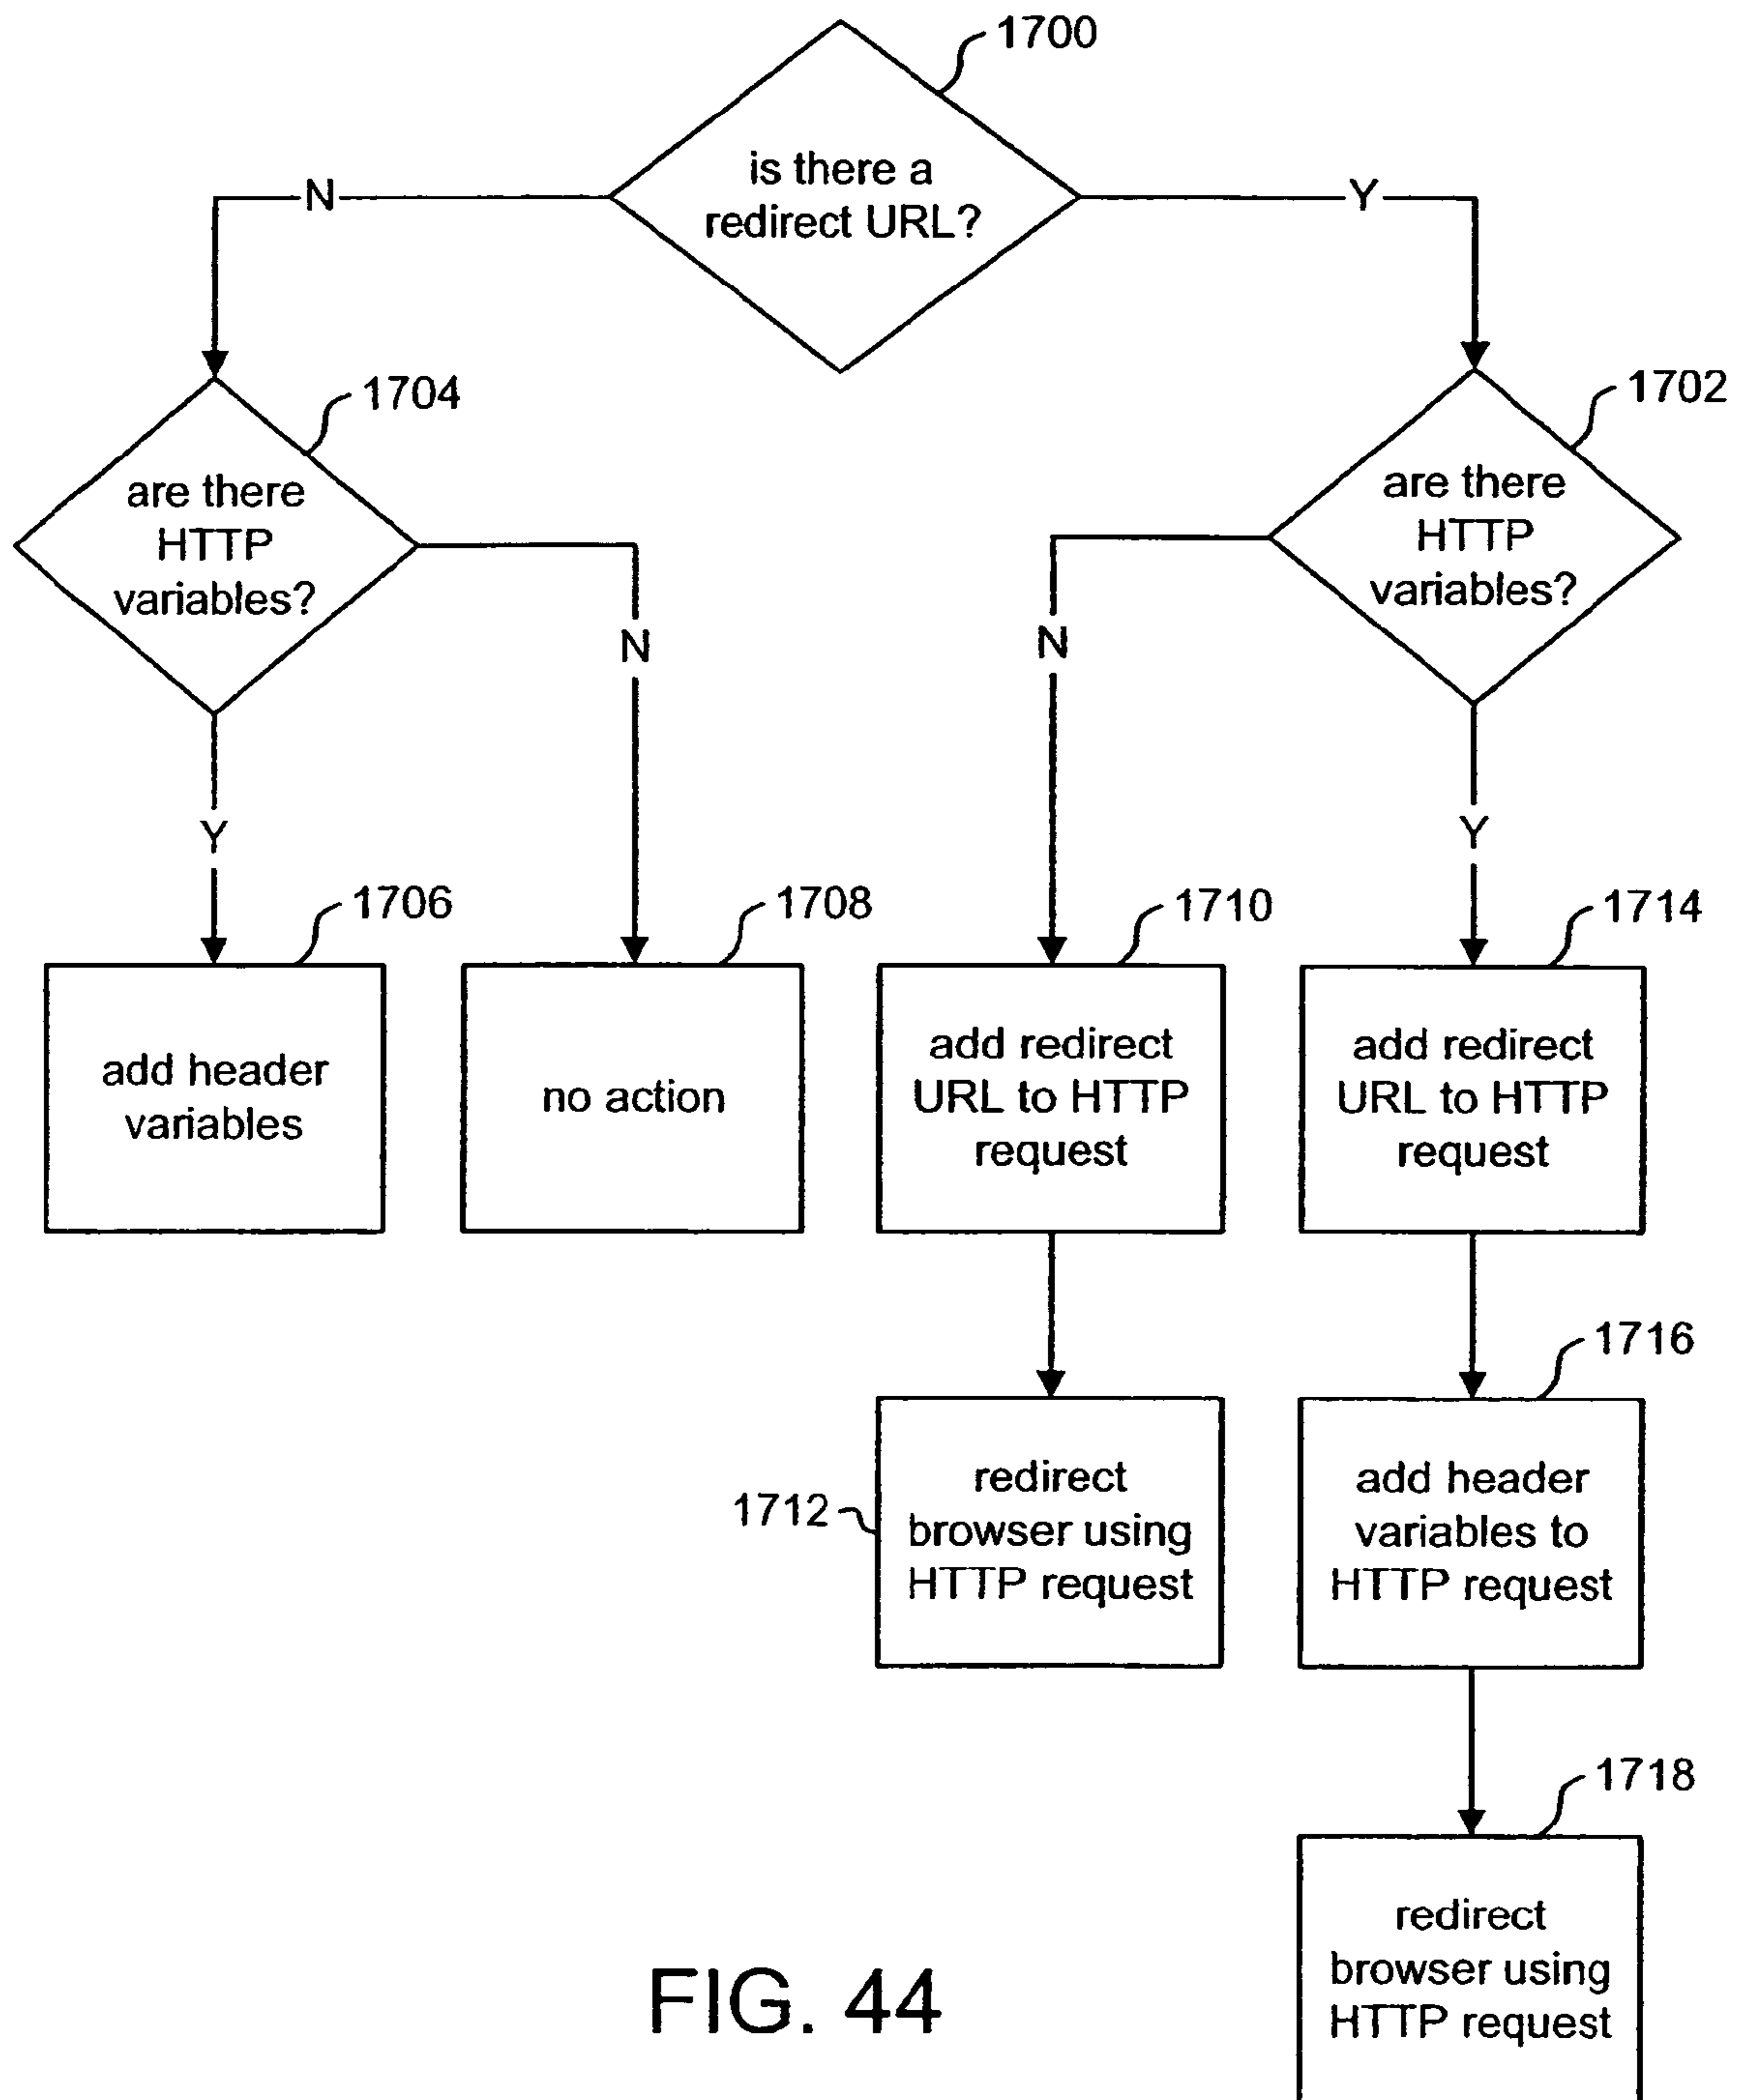 1700
is there a
redirect URL?
N
Y
1704
are there
HTTP
variables?
1702
are there
HTTP
variables?
N
N
Y
Y
1706
1708
1710
1714
add header
variables
no action
add redirect
URL to HTTP
request
add redirect
URL to HTTP
request
1716
1712
redirect
browser using
HTTP request
add header
variables to
HTTP request
1718
redirect
browser using
HTTP request
FIG. 44